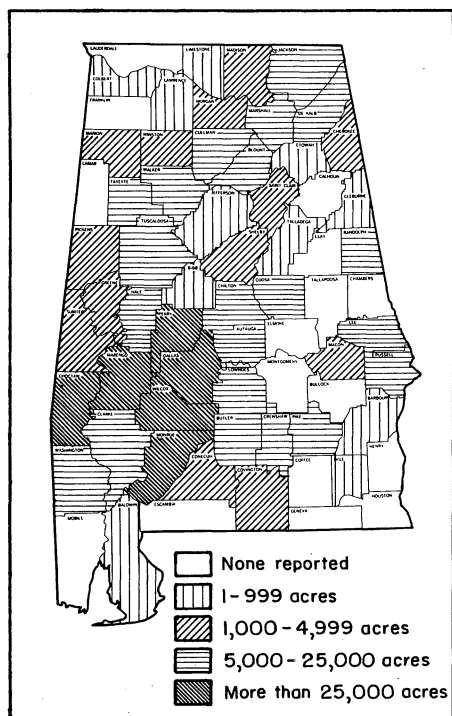 LAUDERDALE
LIMESTONE
MADISON
JACKSON
COLBERT
LAWRENCE
FRANKLIN
MORGAN
MARSHALL
DE KALB
MARION
WINSTON
CULLMAN
CHEROKEE
LAMAR
BLOUNT
ETOWAH
FAYETTE
WALKER
JEFFERSON
SAINT CLAIR
CALHOUN
CLEBURNE
PICKENS
TUSCALOOSA
SHELBY
TALLADEGA
CLAY
RANDOLPH
GREENE
HALE
BIBB
CHILTON
COOSA
TALLAPOOSA
CHAMBERS
SUMTER
PERRY
AUTAUGA
ELMORE
LEE
MARENGO
DALLAS
MACON
RUSSELL
CHOCTAW
WILCOX
LOWNDES
MONTGOMERY
BULLOCK
BARBOUR
CLARKE
BUTLER
CRENSHAW
PIKE
WASHINGTON
MONROE
CONECUH
COVINGTON
COFFEE
HENRY
MOBILE
BALDWIN
ESCAMBIA
GENEVA
HOUSTON
None reported
1-999 acres
1,000-4,999 acres
5,000-25,000 acres
More than 25,000 acres